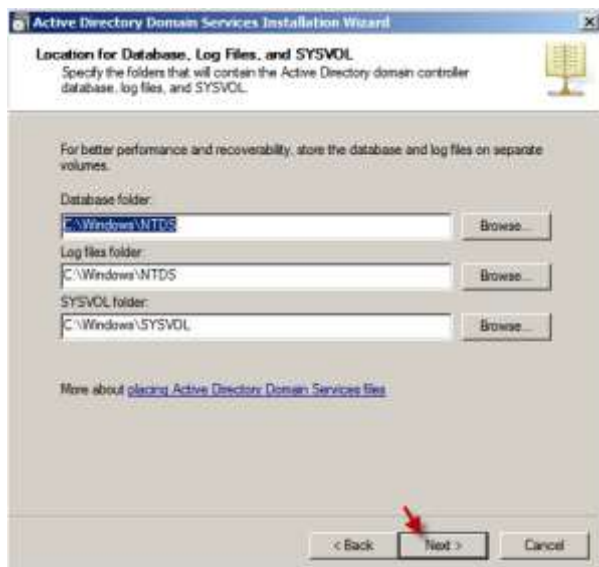 Active Directory Domain Services Installation Wizard
Location for Database, Log Files, and SYSVOL
Specify the folders that will contain the Active Directory domain controller
database, log files, and SYSVOL.
For better performance and recoverability, store the database and log files on separate
volumes.
Database folder:
C:\Windows\NTDS
Browse...
Log files folder:
C:\Windows\NTDS
Browse...
SYSVOL folder:
C:\Windows\SYSVOL
Browse...
More about placing Active Directory Domain Services files
< Back
Next >
Cancel